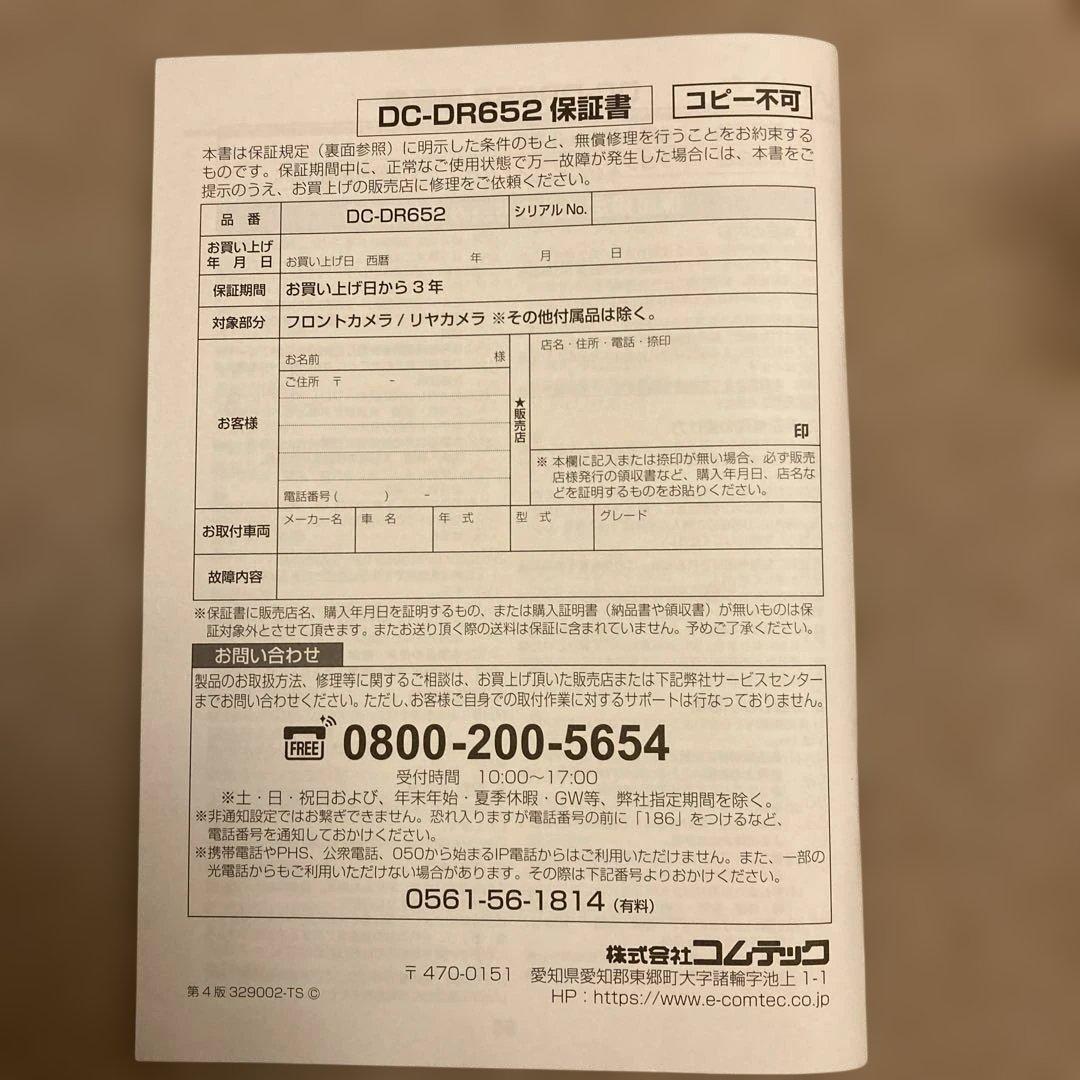 DC-DR652 保証書
コピー不可
本書は保証規定（裏面参照）に明示した条件のもと、無償修理を行うことをお約束する
ものです。保証期間中に、正常なご使用状態で万一故障が発生した場合には、本書をご
提示のうえ、お買上げの販売店に修理をご依頼ください。
品 番 DC-DR652 シリアル No.
お買い上げ
年 月 日
お買い上げ日 西暦 年 月 日
保証期間 お買い上げ日から 3 年
対象部分 フロントカメラ / リヤカメラ ※その他付属品は除く。
お客様
お名前 様
ご住所 〒 -
電話番号 ( ) -
★販売店
店名・住所・電話・捺印
印
※ 本欄に記入または捺印が無い場合、必ず販売
店様発行の領収書など、購入年月日、店名な
どを証明するものをお貼りください。
お取付車両 メーカー名 車 名 年 式 型 式 グレード
故障内容
※保証書に販売店名、購入年月日を証明するもの、または購入証明書（納品書や領収書）が無いものは保
証対象外とさせて頂きます。またお送り頂く際の送料は保証に含まれていません。予めご了承ください。
お問い合わせ
製品のお取扱方法、修理等に関するご相談は、お買上げ頂いた販売店または下記弊社サービスセンター
までお問い合わせください。ただし、お客様ご自身での取付作業に対するサポートは行なっておりません。
FREE 0800-200-5654
受付時間 10:00～17:00
※土・日・祝日および、年末年始・夏季休暇・GW等、弊社指定期間を除く。
※非通知設定ではお繋ぎできません。恐れ入りますが電話番号の前に「186」をつけるなど、
電話番号を通知しておかけください。
※携帯電話やPHS、公衆電話、050から始まるIP電話からはご利用いただけません。また、一部の
光電話からもご利用いただけない場合があります。その際は下記番号よりおかけください。
0561-56-1814（有料）
株式会社コムテック
〒 470-0151 愛知県愛知郡東郷町大字諸輪字池上 1-1
HP：https://www.e-comtec.co.jp
第 4 版 329002-TS ©